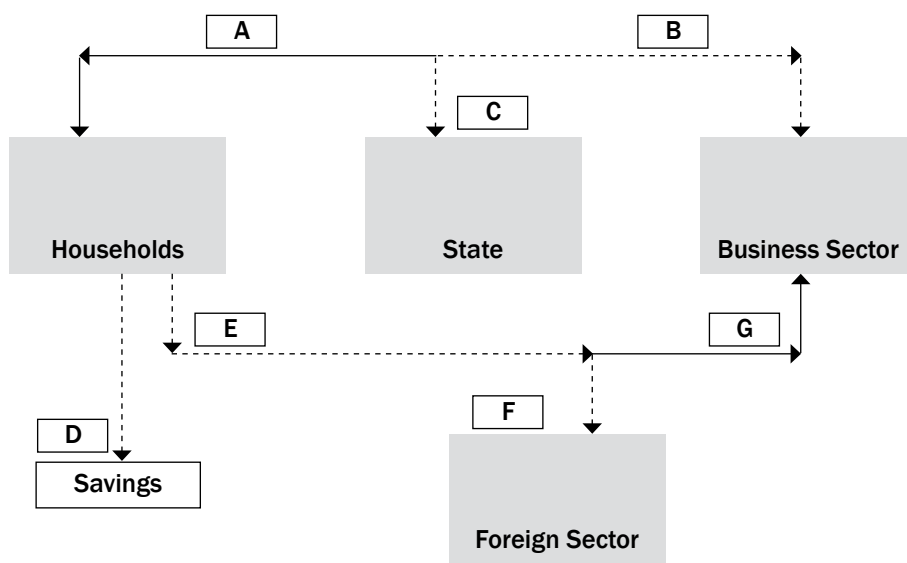 A
B
C
Households
State
Business Sector
E
G
D
F
Savings
Foreign Sector